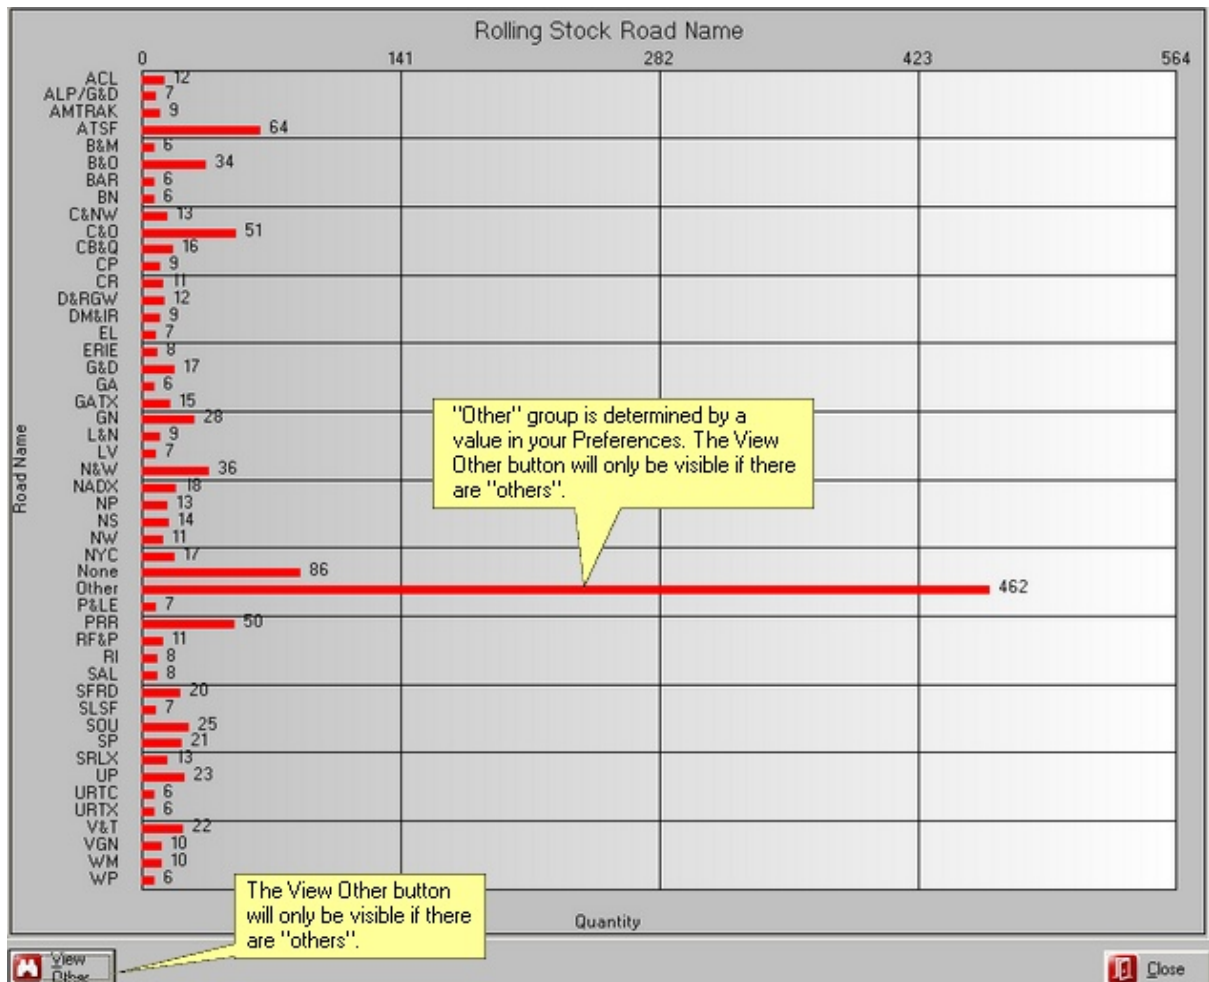 Rolling Stock Road Name
0 141 282 423 564
ACL 12
ALP/G&D 7
AMTRAK 9
ATSF 64
B&M 6
B&O 34
BAR 6
BN 6
C&NW 13
C&O 51
CB&Q 16
CP 9
CR 11
D&RGW 12
DM&IR 9
EL 7
ERIE 8
G&D 17
GA 6
GATX 15
GN 28
L&N 9
LV 7
N&W 36
NADX 18
NP 13
NS 14
NW 11
NYC 17
None 86
Other 462
P&LE 7
PRR 50
RF&P 11
RI 8
SAL 8
SFRD 20
SLSF 7
SOU 25
SP 21
SRLX 13
UP 23
URTC 6
URTX 6
V&T 22
VGN 10
WM 10
WP 6
Road Name
"Other" group is determined by a
value in your Preferences. The View
Other button will only be visible if there
are "others".
Quantity
The View Other button
will only be visible if there
are "others".
View
Other
Close